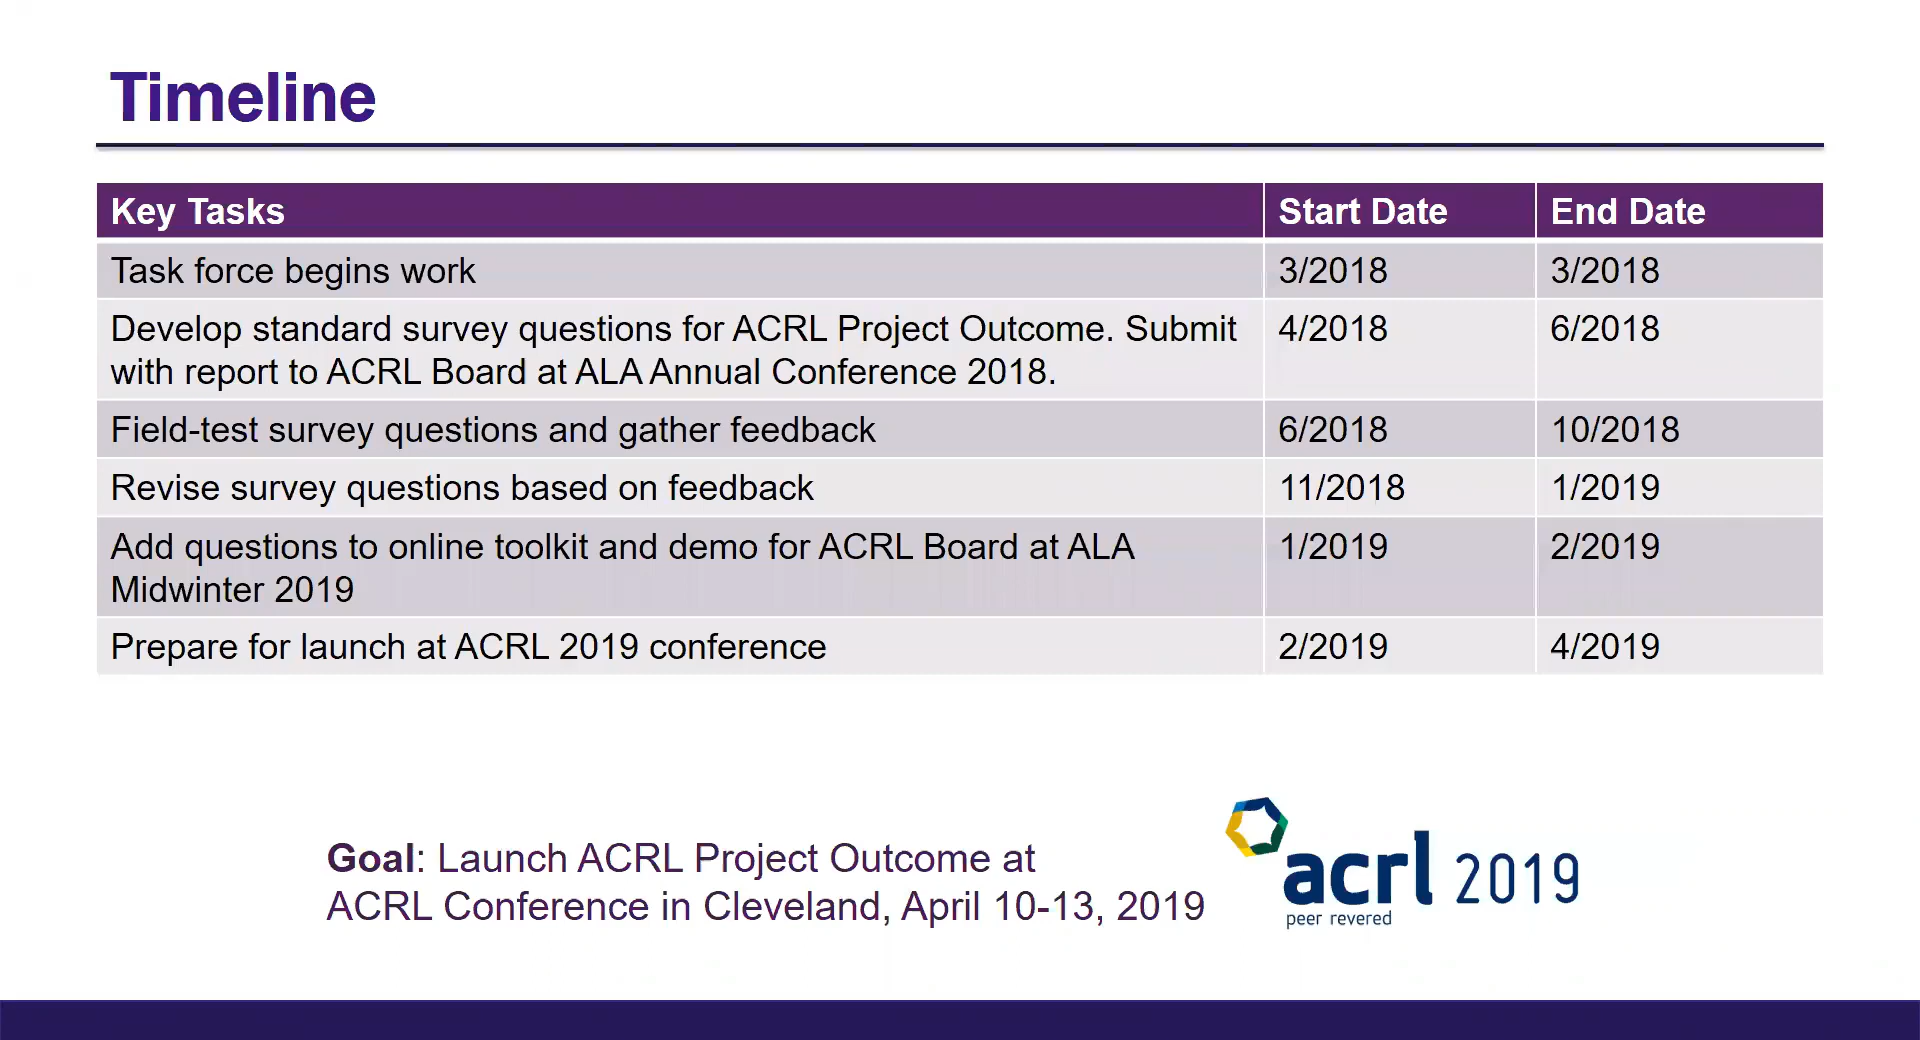 Timeline
Key Tasks Start Date End Date
Task force begins work 3/2018 3/2018
Develop standard survey questions for ACRL Project Outcome. Submit 4/2018 6/2018
with report to ACRL Board at ALA Annual Conference 2018.
Field-test survey questions and gather feedback 6/2018 10/2018
Revise survey questions based on feedback 11/2018 1/2019
Add questions to online toolkit and demo for ACRL Board at ALA 1/2019 2/2019
Midwinter 2019
Prepare for launch at ACRL 2019 conference 2/2019 4/2019
Goal: Launch ACRL Project Outcome at
ACRL Conference in Cleveland, April 10-13, 2019
acrl 2019
peer revered